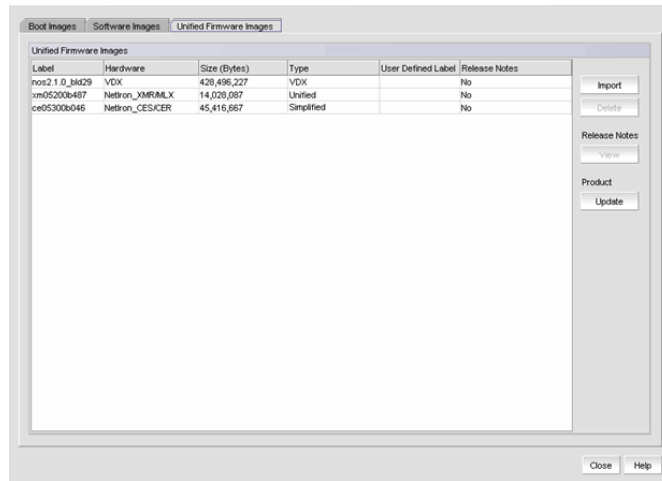 Boot Images Software Images Unified Firmware Images
Unified Firmware Images
Label Hardware Size (Bytes) Type User Defined Label Release Notes
nos2.1.0_bld29 VDX 428,496,227 VDX No
xm05200b487 NetIron_XMR/MLX 14,028,087 Unified No
ce05300b046 NetIron_CES/CER 45,416,667 Simplified No
Import
Delete
Release Notes
View
Product
Update
Close Help